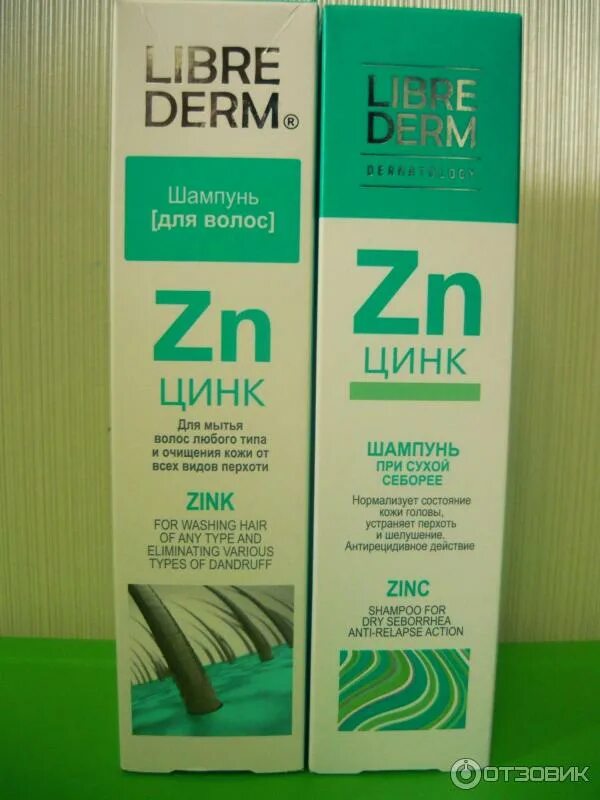 LIBRE
DERM®
Шампунь
[для волос]
Zn
ЦИНК
Для мытья
волос любого типа
и очищения кожи от
всех видов перхоти
ZINK
FOR WASHING HAIR
OF ANY TYPE AND
ELIMINATING VARIOUS
TYPES OF DANDRUFF
LIBRE
DERM
DERMATOLOGY
Zn
ЦИНК
ШАМПУНЬ
ПРИ СУХОЙ
СЕБОРЕЕ
Нормализует состояние
кожи головы,
устраняет перхоть
и шелушение.
Антирецидивное действие
ZINC
SHAMPOO FOR
DRY SEBORRHEA
ANTI-RELAPSE ACTION
ОТЗОВИК